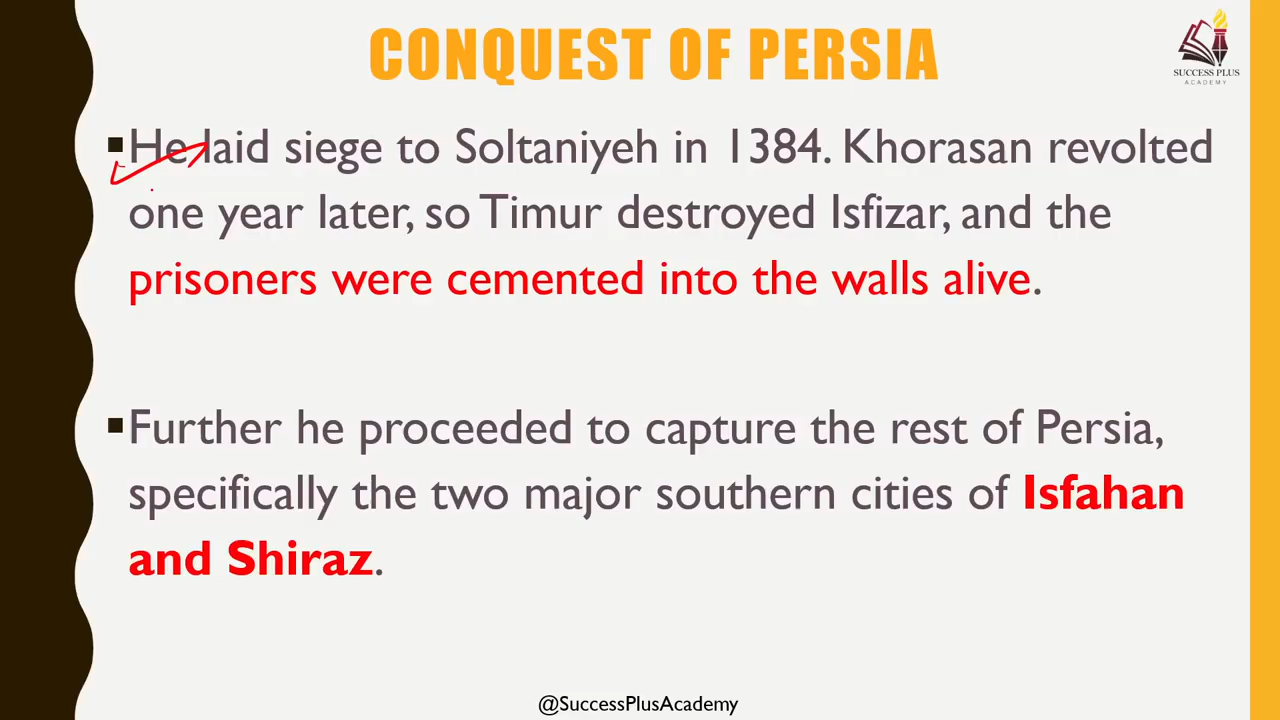 CONQUEST OF PERSIA
SUCCESS PLUS
ACADEMY
▪He laid siege to Soltaniyeh in 1384. Khorasan revolted
one year later, so Timur destroyed Isfizar, and the
prisoners were cemented into the walls alive.
▪Further he proceeded to capture the rest of Persia,
specifically the two major southern cities of Isfahan
and Shiraz.
@SuccessPlusAcademy